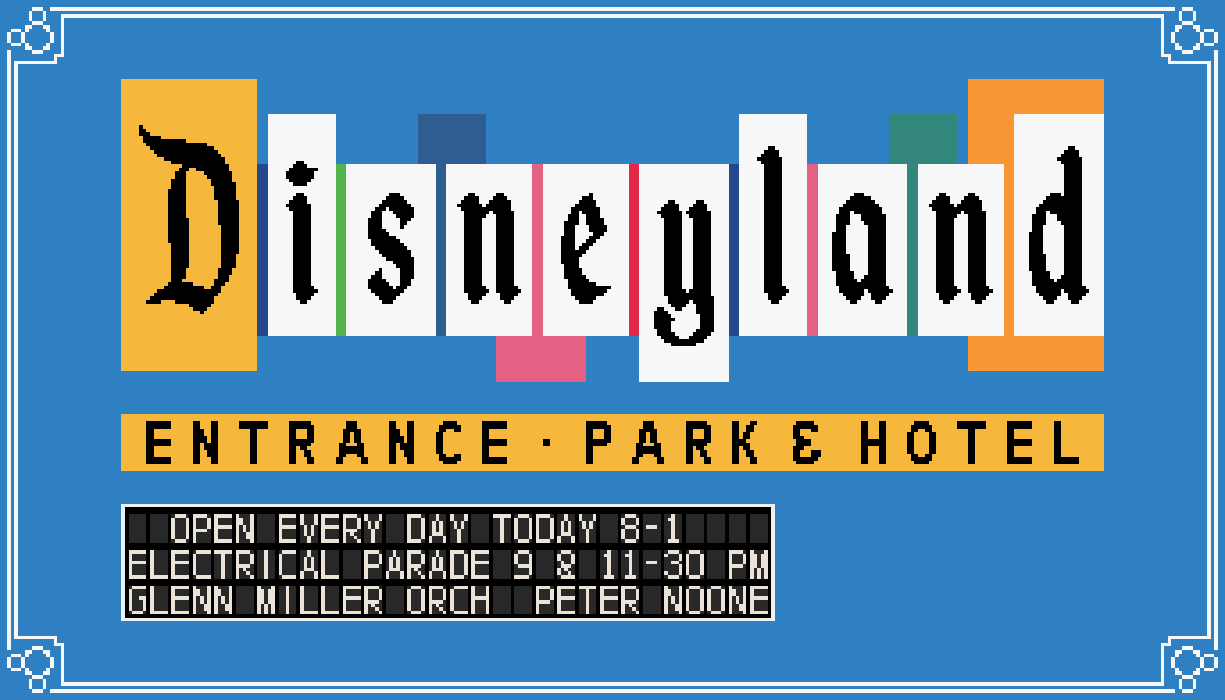 Disneyland
ENTRANCE · PARK & HOTEL
OPEN EVERY DAY TODAY 8-1
ELECTRICAL PARADE 9 & 11-30 PM
GLENN MILLER ORCH PETER NOONE